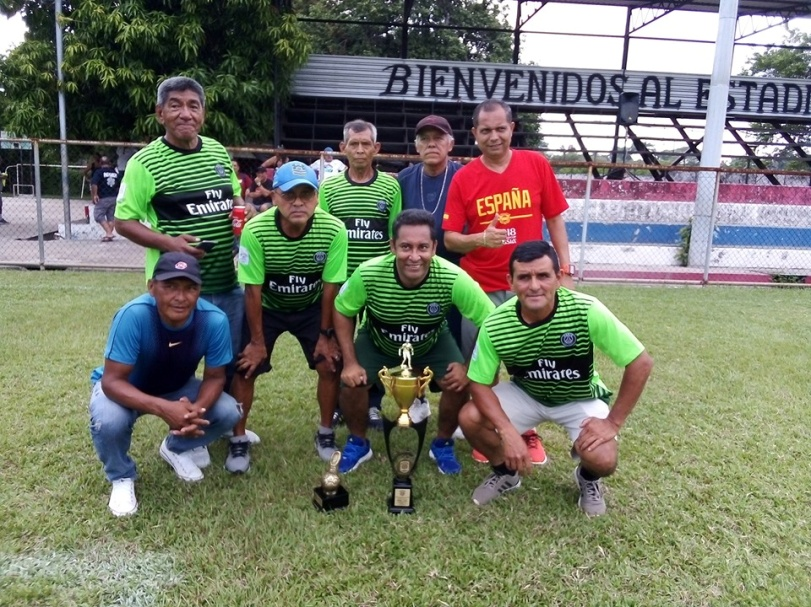 BIENVENIDOS AL ESTADI
ESPAÑA
Fly
Emirates
Fly
Emirates
Fly
Emirates
Fly
Emirates
Fly
Emirates